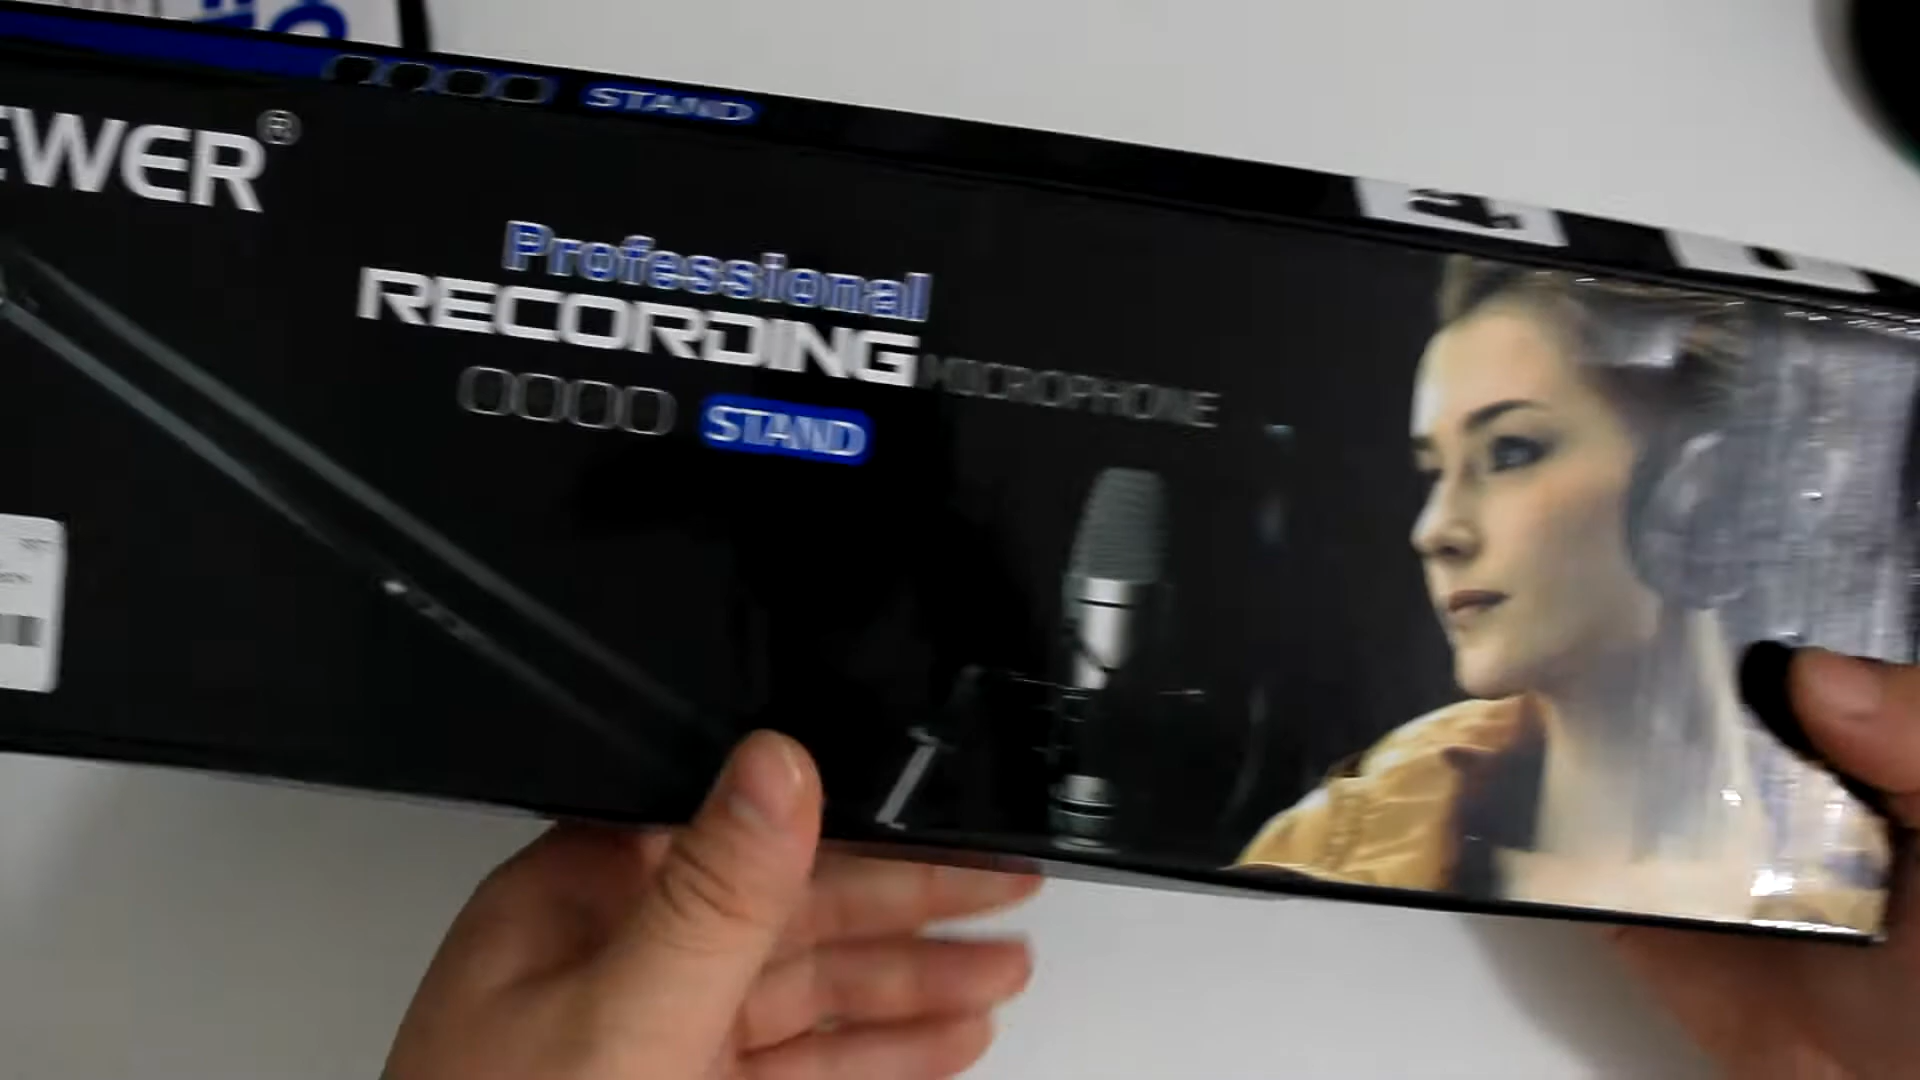 STAND
EWER®
Professional
RECORDING MICROPHONE
STAND